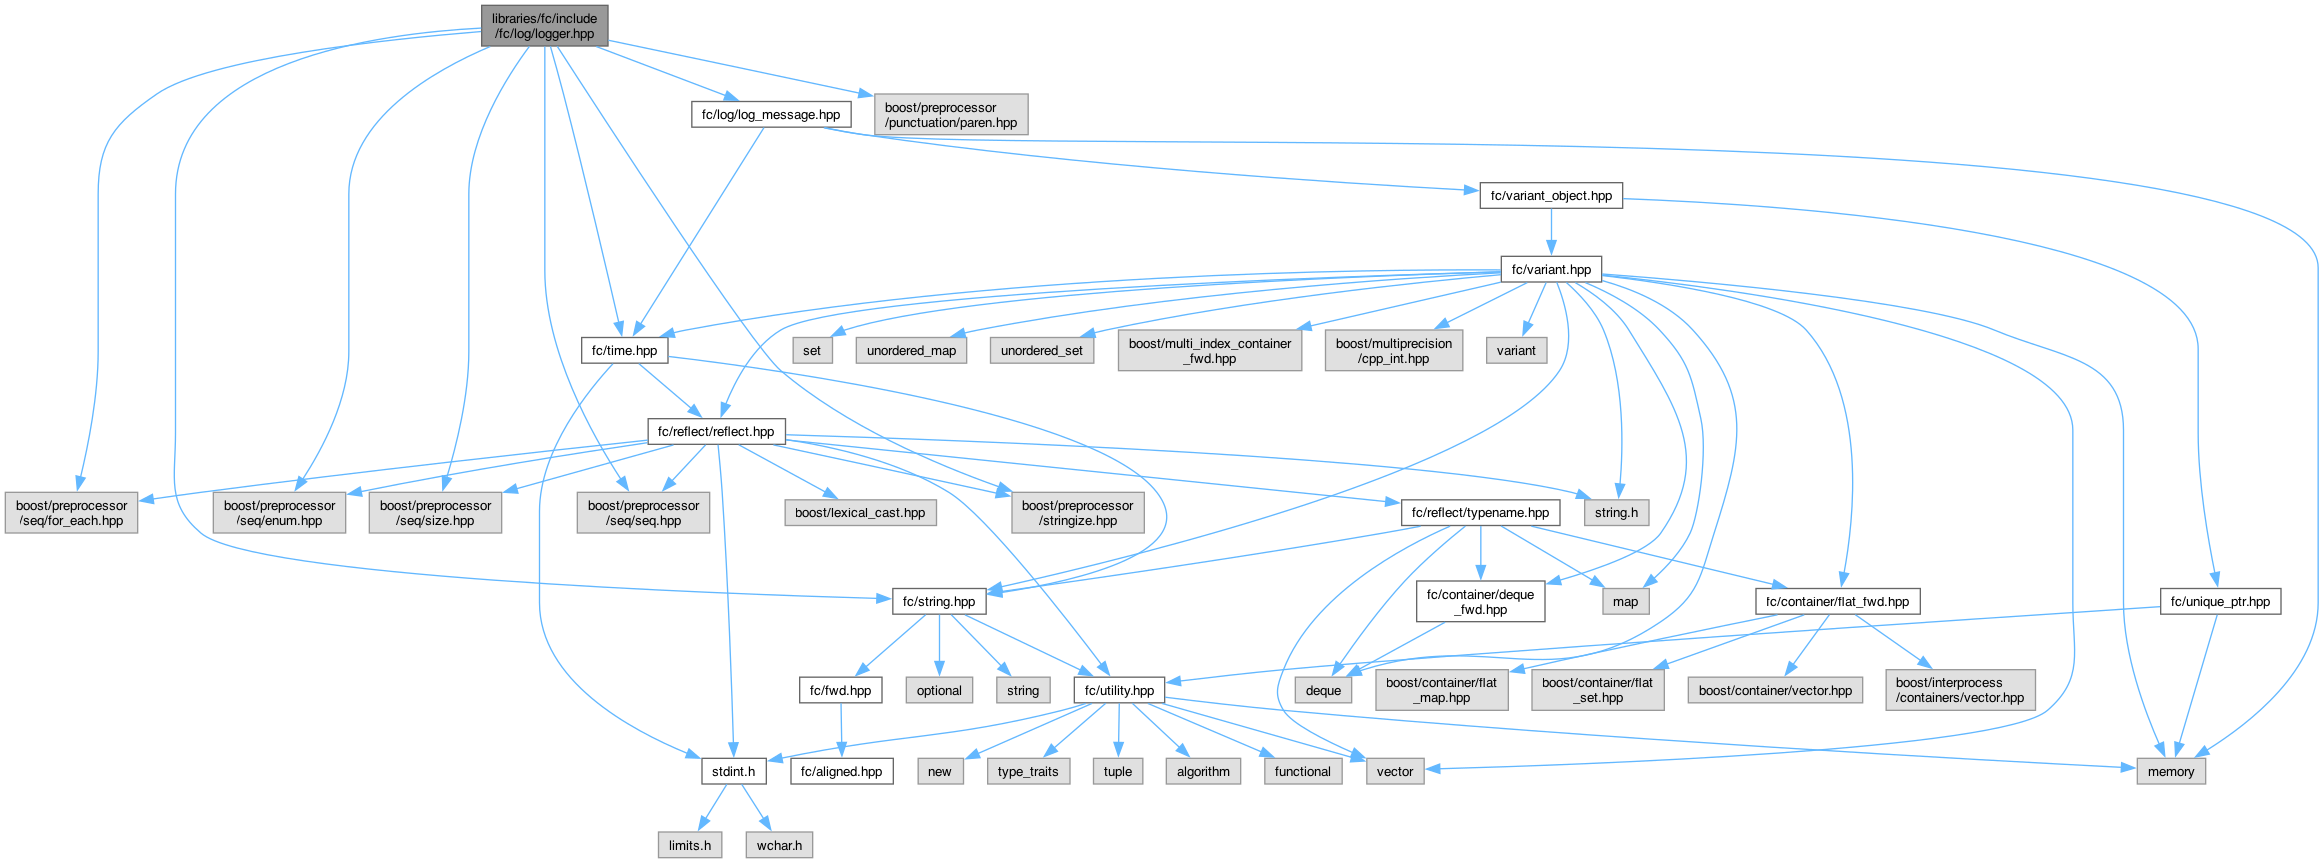 libraries/fc/include
/fc/log/logger.hpp
fc/log/log_message.hpp
boost/preprocessor
/punctuation/paren.hpp
fc/variant_object.hpp
fc/variant.hpp
fc/time.hpp
set
unordered_map
unordered_set
boost/multi_index_container
_fwd.hpp
boost/multiprecision
/cpp_int.hpp
variant
fc/reflect/reflect.hpp
boost/preprocessor
/seq/for_each.hpp
boost/preprocessor
/seq/enum.hpp
boost/preprocessor
/seq/size.hpp
boost/preprocessor
/seq/seq.hpp
boost/lexical_cast.hpp
boost/preprocessor
/stringize.hpp
fc/reflect/typename.hpp
string.h
fc/string.hpp
fc/container/deque
_fwd.hpp
map
fc/container/flat_fwd.hpp
fc/unique_ptr.hpp
fc/fwd.hpp
optional
string
fc/utility.hpp
deque
boost/container/flat
_map.hpp
boost/container/flat
_set.hpp
boost/container/vector.hpp
boost/interprocess
/containers/vector.hpp
stdint.h
fc/aligned.hpp
new
type_traits
tuple
algorithm
functional
vector
memory
limits.h
wchar.h